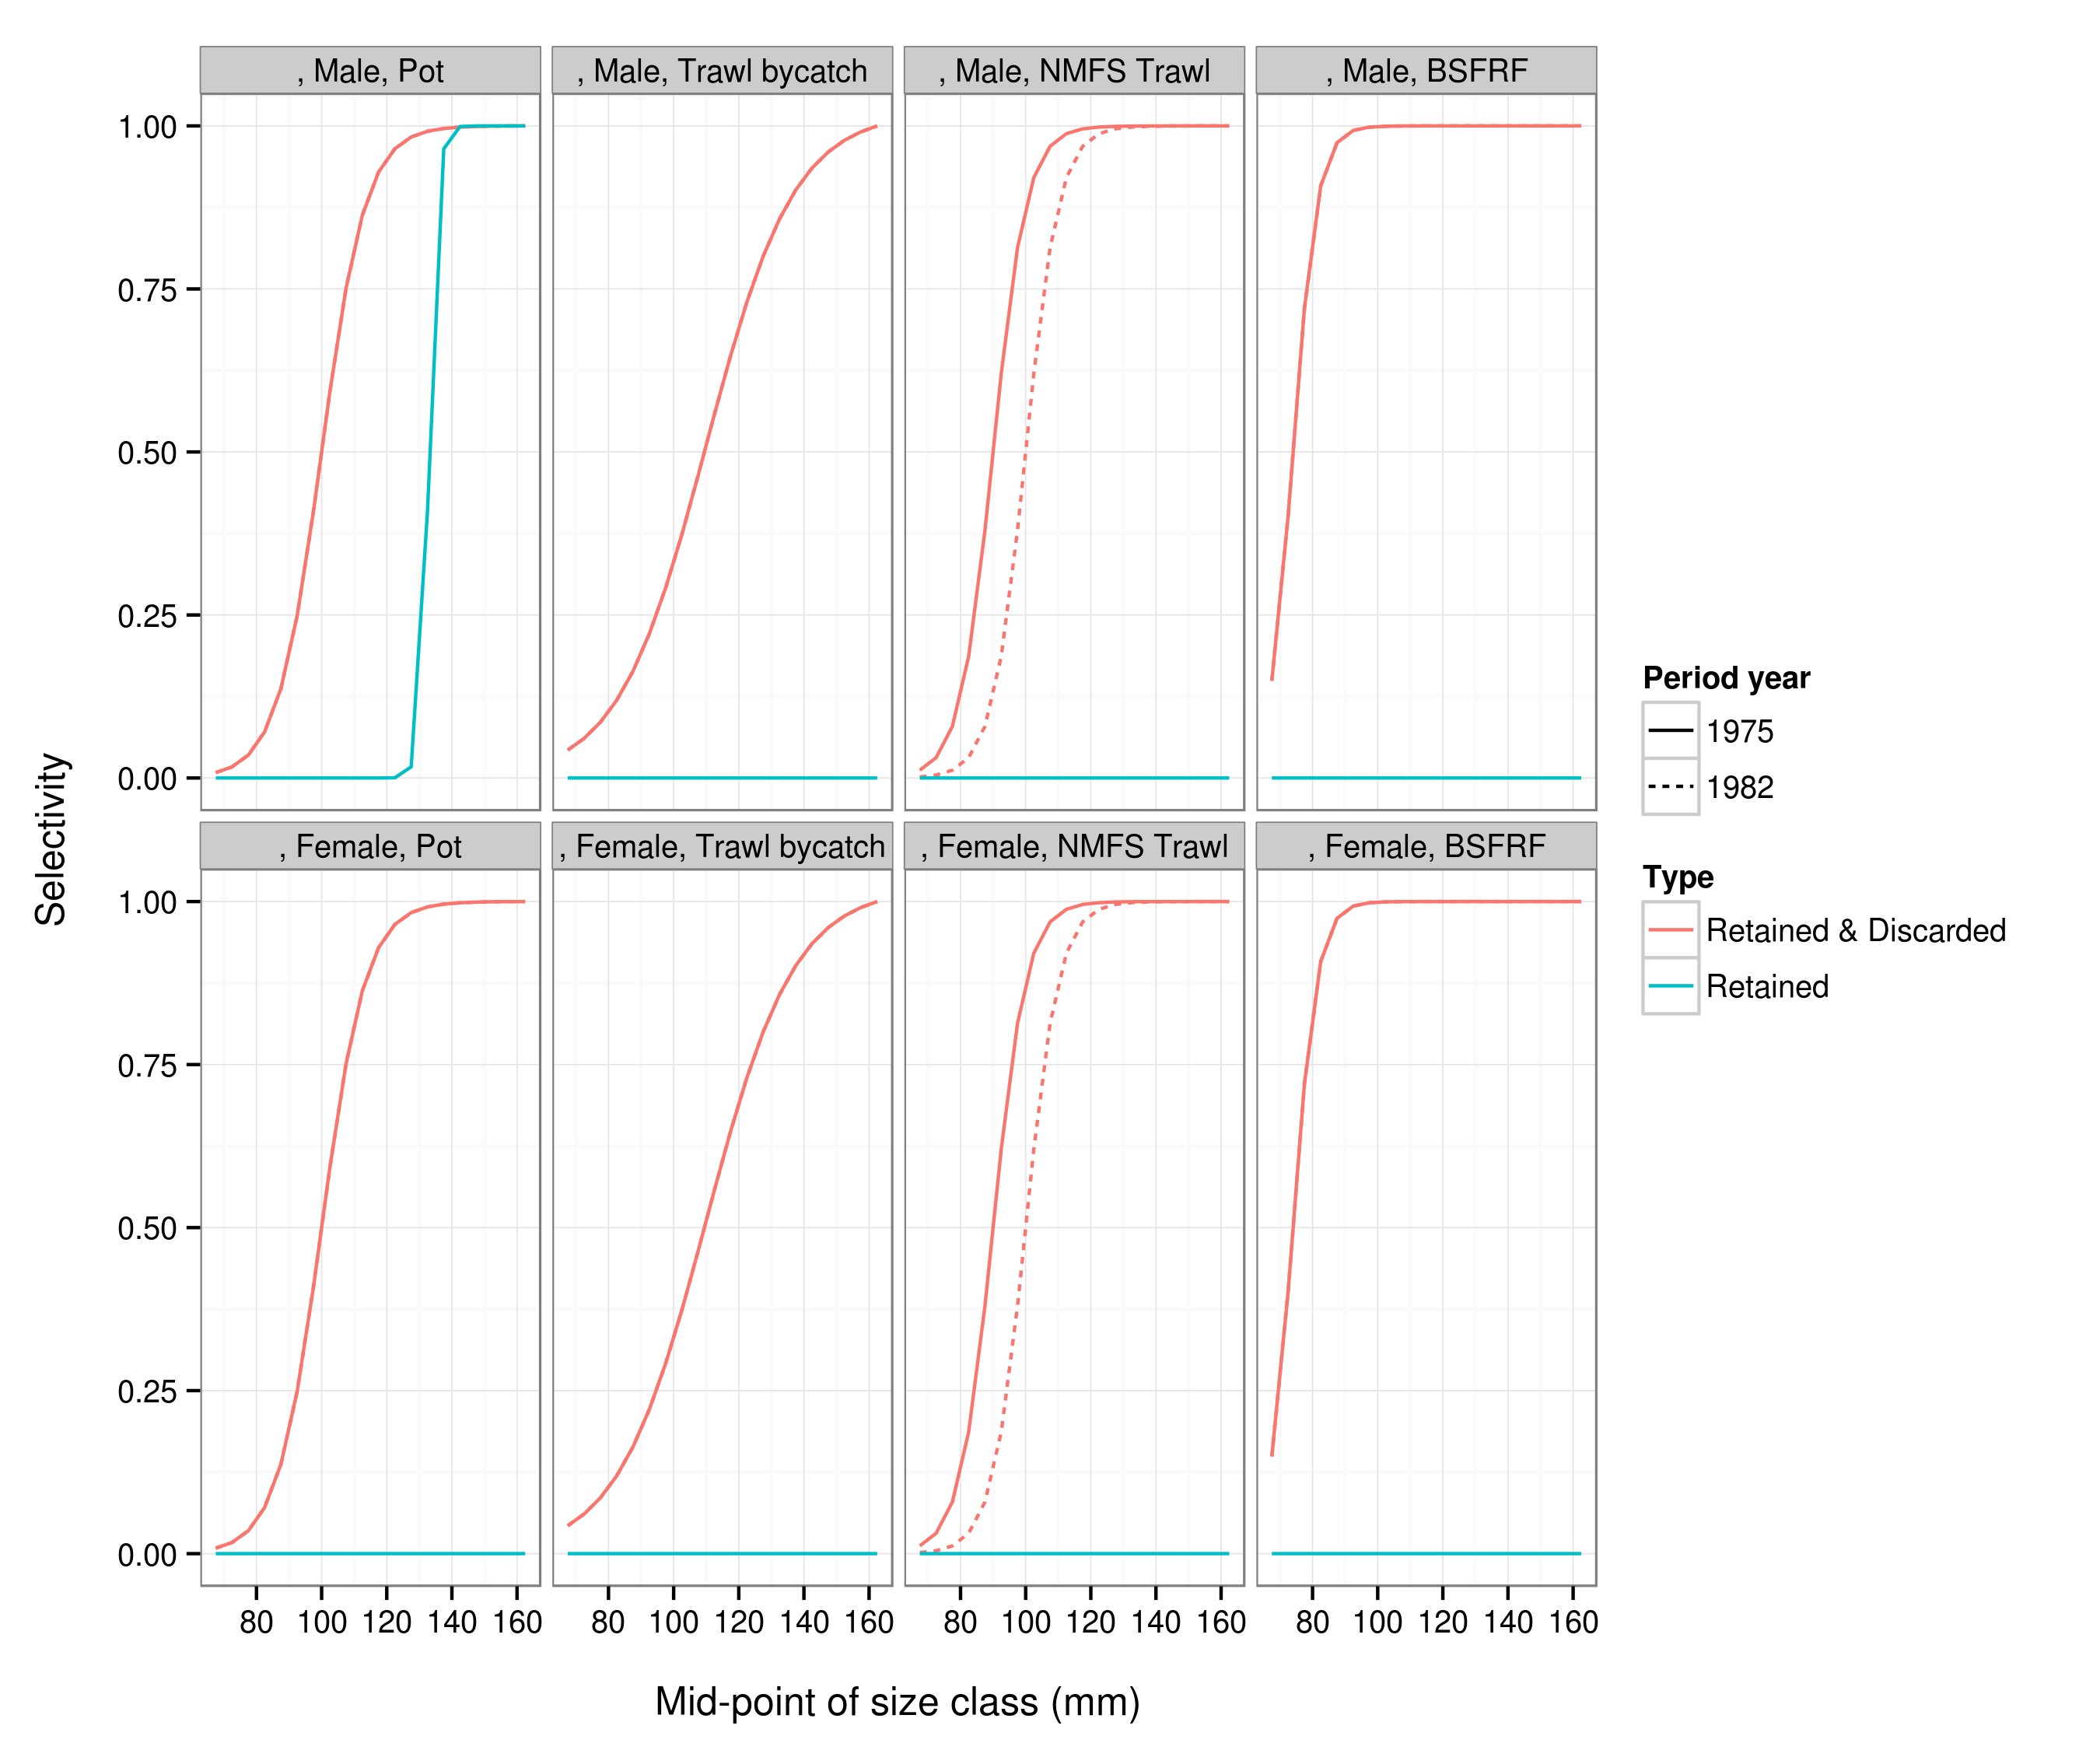 , Male, Pot
, Male, Trawl bycatch
, Male, NMFS Trawl
, Male, BSFRF
1.00
0.75
0.50
0.25
0.00
, Female, Pot
, Female, Trawl bycatch
, Female, NMFS Trawl
, Female, BSFRF
1.00
0.75
0.50
0.25
0.00
80 100 120 140 160
80 100 120 140 160
80 100 120 140 160
80 100 120 140 160
Mid-point of size class (mm)
Selectivity
Period year
1975
1982
Type
Retained & Discarded
Retained